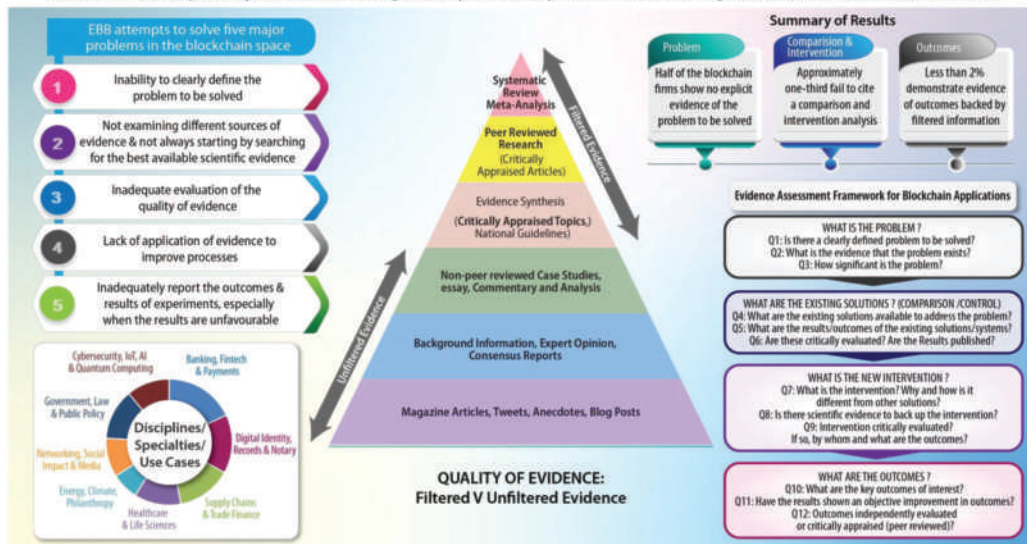 EBB attempts to solve five major
problems in the blockchain space
1
Inability to clearly define the
problem to be solved
2
Not examining different sources of
evidence & not always starting by searching
for the best available scientific evidence
3
Inadequate evaluation of the
quality of evidence
4
Lack of application of evidence to
improve processes
5
Inadequately report the outcomes &
results of experiments, especially
when the results are unfavourable
Cybersecurity, IoT, AI
& Quantum Computing
Banking, Fintech
& Payments
Government, Law
& Public Policy
Disciplines/
Specialties/
Use Cases
Digital Identity,
Records & Notary
Networking, Social
Impact & Media
Energy, Climate,
Philanthropy
Supply Chains
& Trade Finance
Healthcare
& Life Sciences
Systematic
Review
Meta-Analysis
Peer Reviewed
Research
(Critically
Appraised Articles)
Evidence Synthesis
(Critically Appraised Topics,)
National Guidelines)
Non-peer reviewed Case Studies,
essay, Commentary and Analysis
Background Information, Expert Opinion,
Consensus Reports
Magazine Articles, Tweets, Anecdotes, Blog Posts
Filtered Evidence
Unfiltered Evidence
QUALITY OF EVIDENCE:
Filtered V Unfiltered Evidence
Summary of Results
Problem
Half of the blockchain
firms show no explicit
evidence of the
problem to be solved
Comparision &
Intervention
Approximately
one-third fail to cite
a comparison and
intervention analysis
Outcomes
Less than 2%
demonstrate evidence
of outcomes backed by
filtered information
Evidence Assessment Framework for Blockchain Applications
WHAT IS THE PROBLEM ?
Q1: Is there a clearly defined problem to be solved?
Q2: What is the evidence that the problem exists?
Q3: How significant is the problem?
WHAT ARE THE EXISTING SOLUTIONS ? (COMPARISON /CONTROL)
Q4: What are the existing solutions available to address the problem?
Q5: What are the results/outcomes of the existing solutions/systems?
Q6: Are these critically evaluated? Are the Results published?
WHAT IS THE NEW INTERVENTION ?
Q7: What is the intervention? Why and how is it
different from other solutions?
Q8: Is there scientific evidence to back up the intervention?
Q9: Intervention critically evaluated?
If so, by whom and what are the outcomes?
WHAT ARE THE OUTCOMES ?
Q10: What are the key outcomes of interest?
Q11: Have the results shown an objective improvement in outcomes?
Q12: Outcomes independently evaluated
or critically appraised (peer reviewed)?